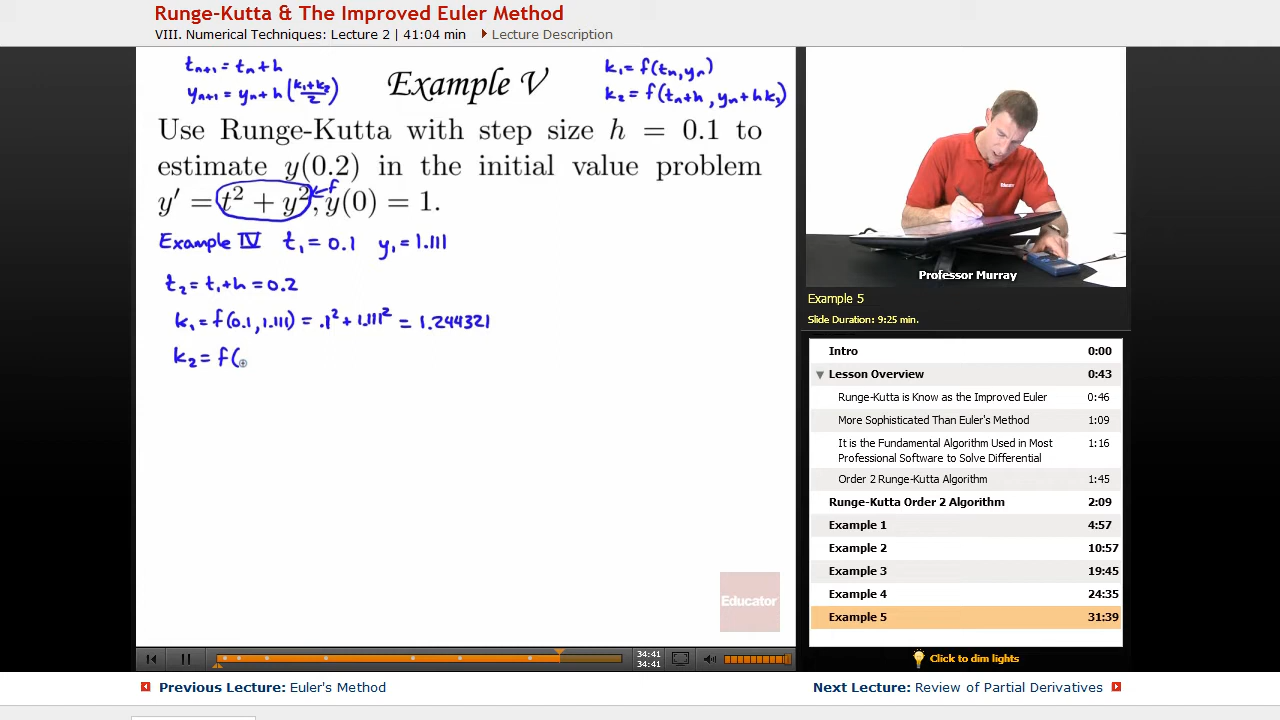 Runge-Kutta & The Improved Euler Method
VIII. Numerical Techniques: Lecture 2 | 41:04 min Lecture Description
tₙ₊₁ = tₙ + h
yₙ₊₁ = yₙ + h (k₁+k₂/2)
Example V
k₁ = f(tₙ, yₙ)
k₂ = f(tₙ+h, yₙ+hk₁)
Use Runge-Kutta with step size h = 0.1 to
estimate y(0.2) in the initial value problem
y′ = t² + y², y(0) = 1.
f
Example IV t₁ = 0.1 y₁ = 1.111
t₂ = t₁+h = 0.2
k₁ = f(0.1, 1.111) = .1² + 1.111² = 1.244321
k₂ = f(
Educator
Professor Murray
Example 5
Slide Duration: 9:25 min.
Intro 0:00
Lesson Overview 0:43
Runge-Kutta is Know as the Improved Euler 0:46
More Sophisticated Than Euler's Method 1:09
It is the Fundamental Algorithm Used in Most 1:16
Professional Software to Solve Differential
Order 2 Runge-Kutta Algorithm 1:45
Runge-Kutta Order 2 Algorithm 2:09
Example 1 4:57
Example 2 10:57
Example 3 19:45
Example 4 24:35
Example 5 31:39
34:41
34:41
Click to dim lights
Previous Lecture: Euler's Method
Next Lecture: Review of Partial Derivatives